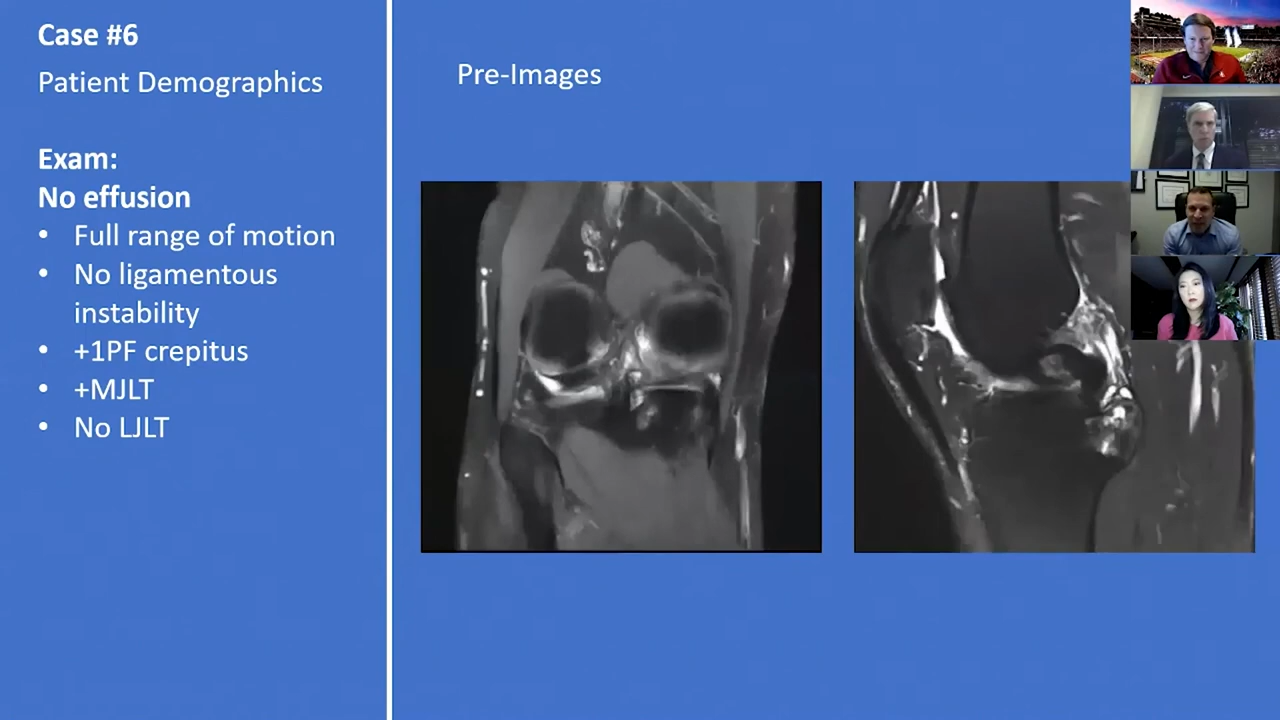 Case #6
Patient Demographics
Exam:
No effusion
• Full range of motion
• No ligamentous
instability
• +1PF crepitus
• +MJLT
• No LJLT
Pre-Images